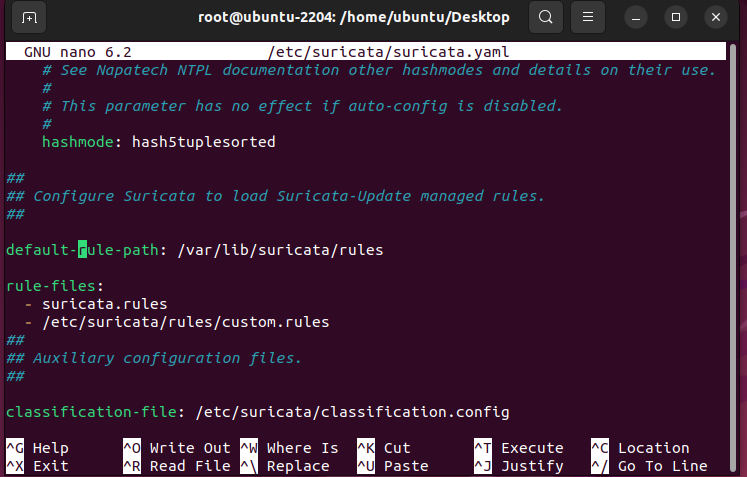 root@ubuntu-2204: /home/ubuntu/Desktop
GNU nano 6.2 /etc/suricata/suricata.yaml
# See Napatech NTPL documentation other hashmodes and details on their use.
#
# This parameter has no effect if auto-config is disabled.
#
hashmode: hash5tuplesorted
##
## Configure Suricata to load Suricata-Update managed rules.
##
default-rule-path: /var/lib/suricata/rules
rule-files:
- suricata.rules
- /etc/suricata/rules/custom.rules
##
## Auxiliary configuration files.
##
classification-file: /etc/suricata/classification.config
^G Help ^O Write Out ^W Where Is ^K Cut ^T Execute ^C Location
^X Exit ^R Read File ^\ Replace ^U Paste ^J Justify ^/ Go To Line